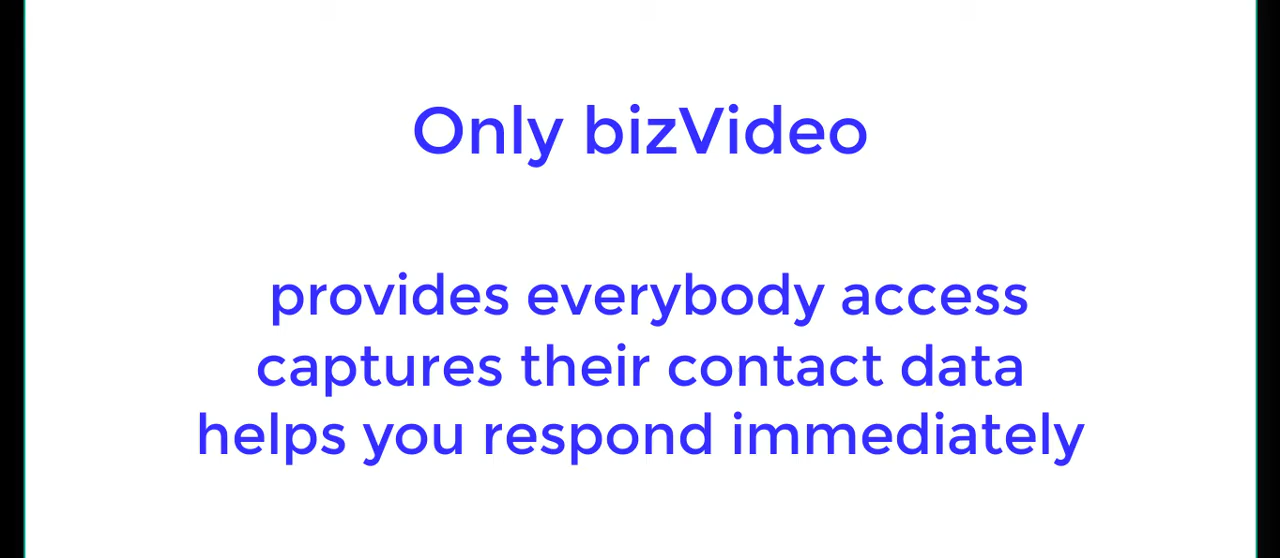 Only bizVideo
provides everybody access
captures their contact data
helps you respond immediately